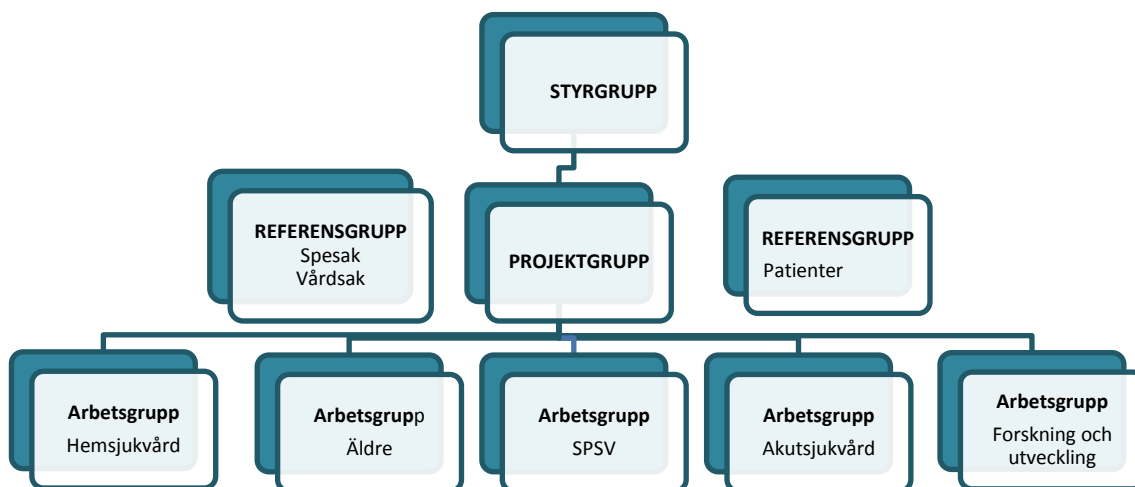 STYRGRUPP
REFERENSGRUPP
Spesak
Vårdsak
PROJEKTGRUPP
REFERENSGRUPP
Patienter
Arbetsgrupp
Hemsjukvård
Arbetsgrupp
Äldre
Arbetsgrupp
SPSV
Arbetsgrupp
Akutsjukvård
Arbetsgrupp
Forskning och
utveckling